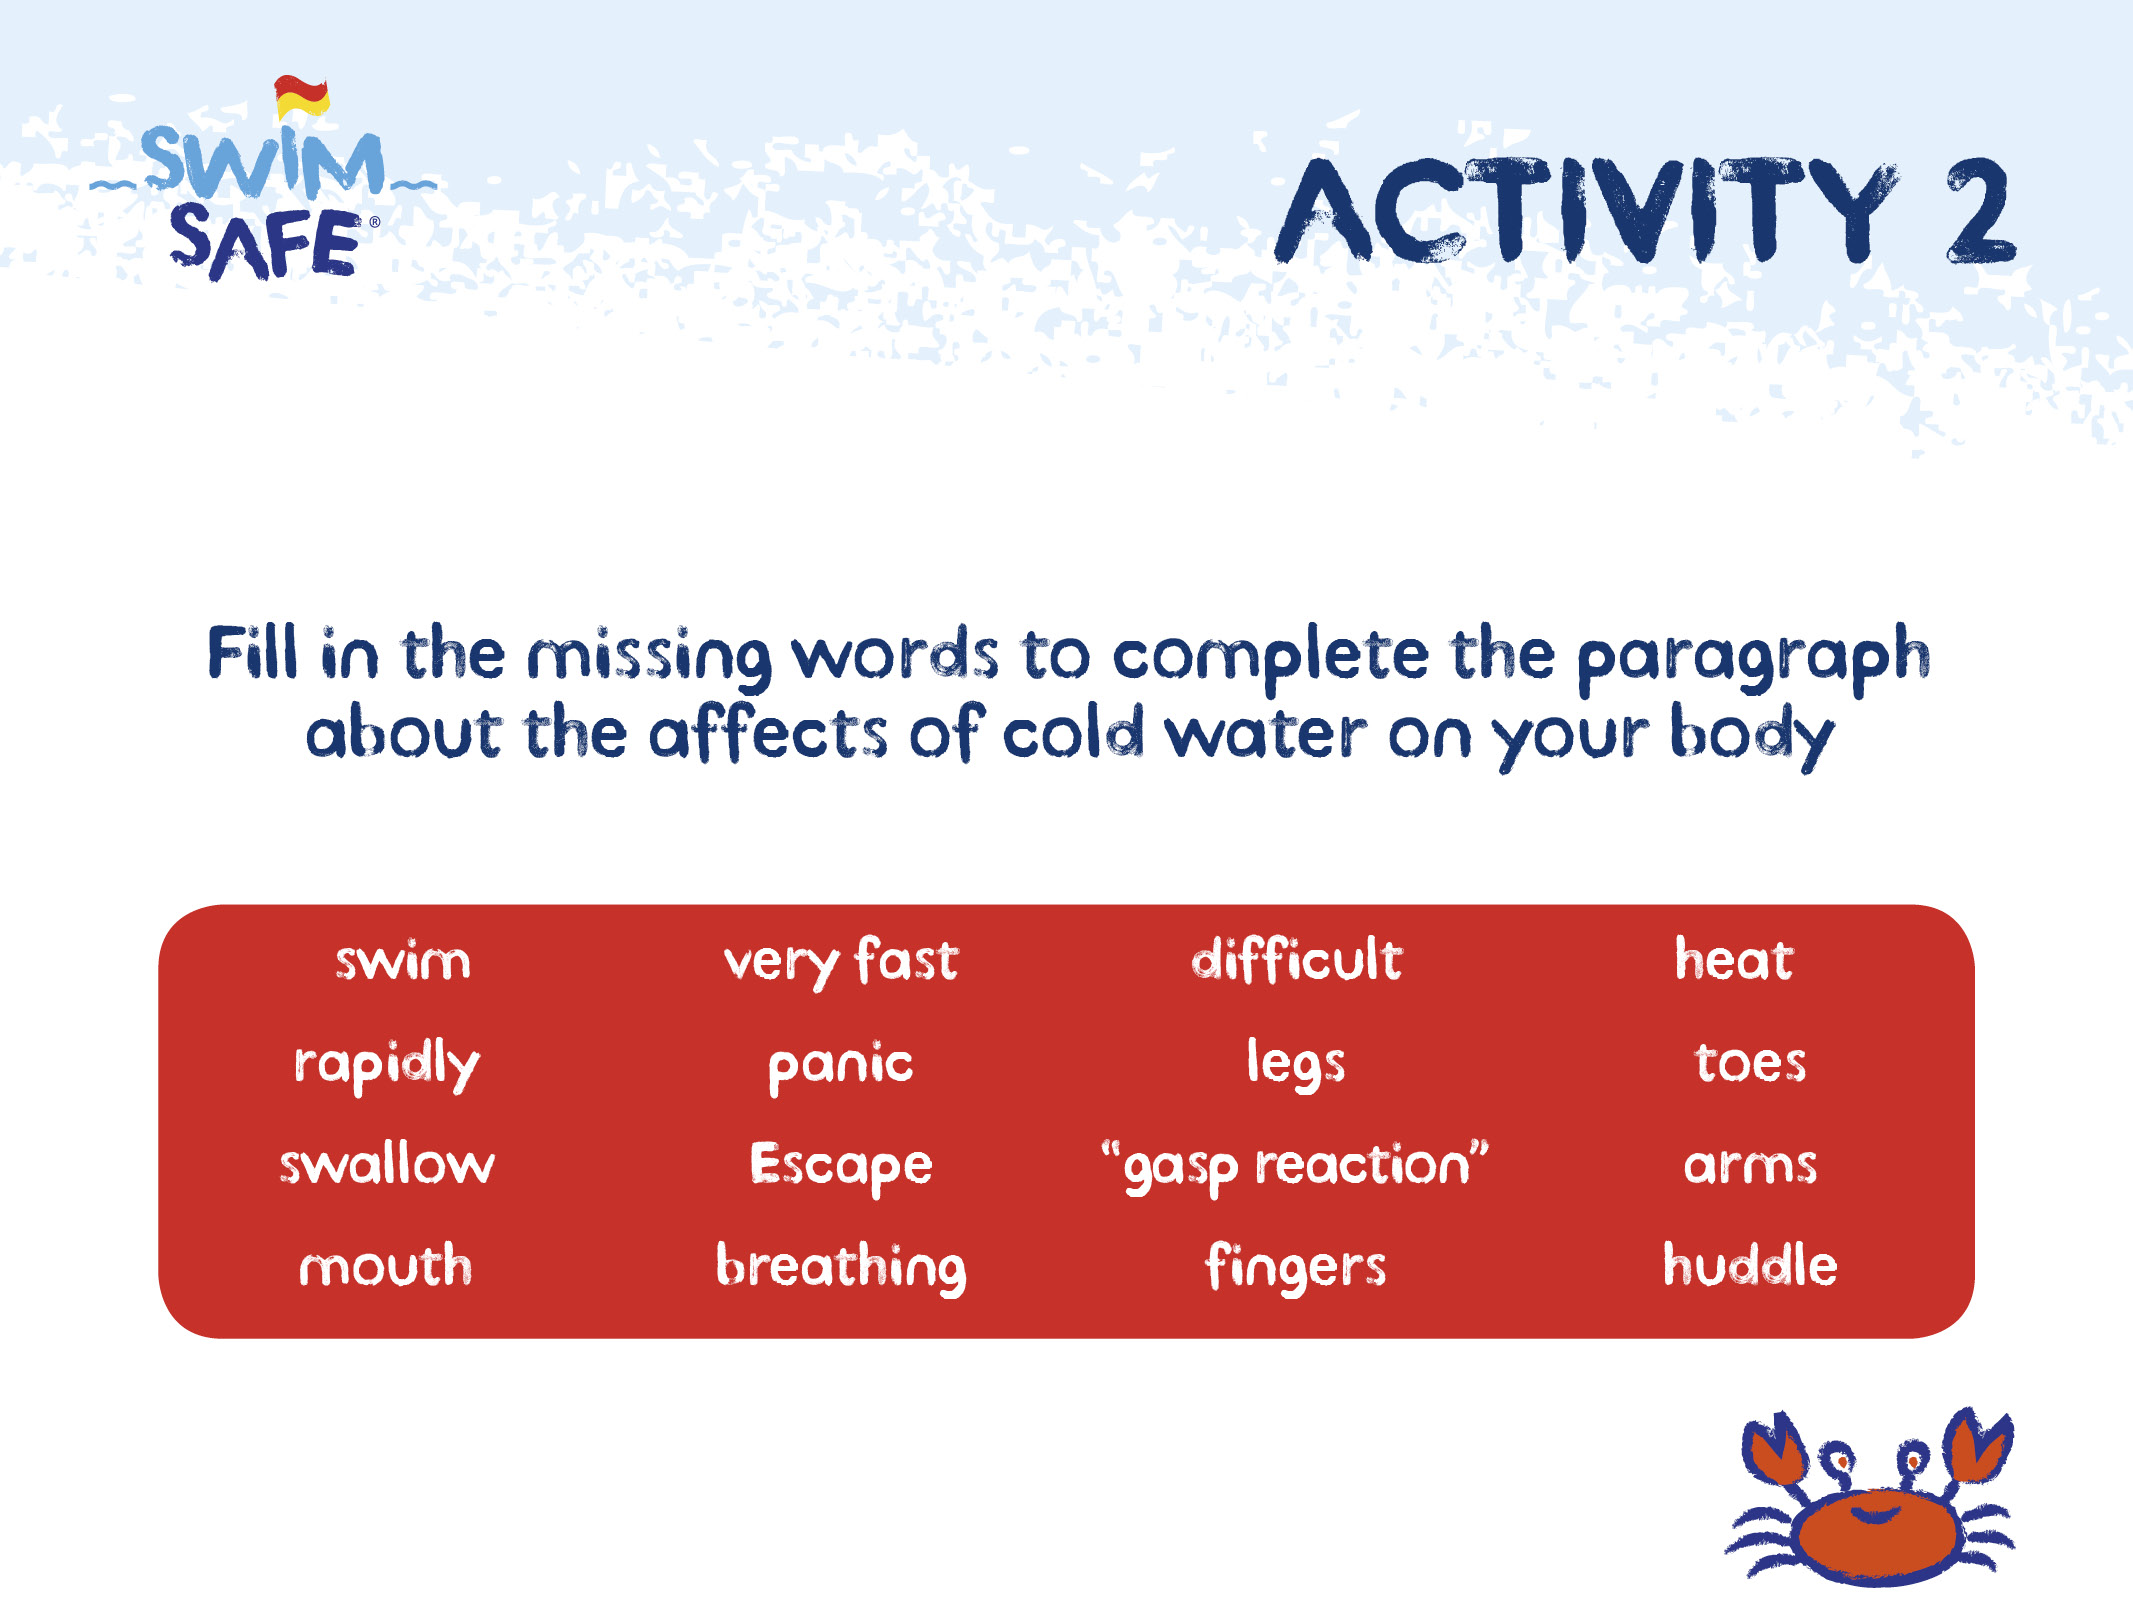 SWIM
SAFE®
ACTIVITY 2
Fill in the missing words to complete the paragraph
about the affects of cold water on your body
swim very fast difficult heat
rapidly panic legs toes
swallow Escape “gasp reaction” arms
mouth breathing fingers huddle